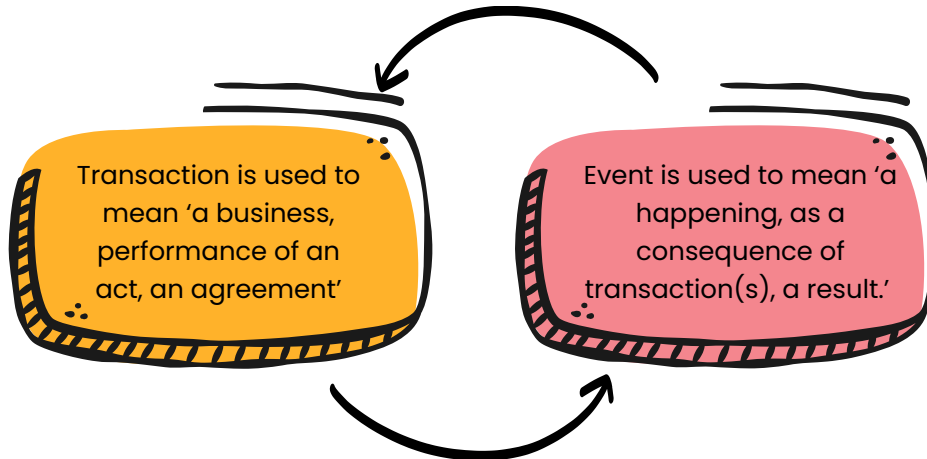 Transaction is used to
mean ‘a business,
performance of an
act, an agreement’
Event is used to mean ‘a
happening, as a
consequence of
transaction(s), a result.’